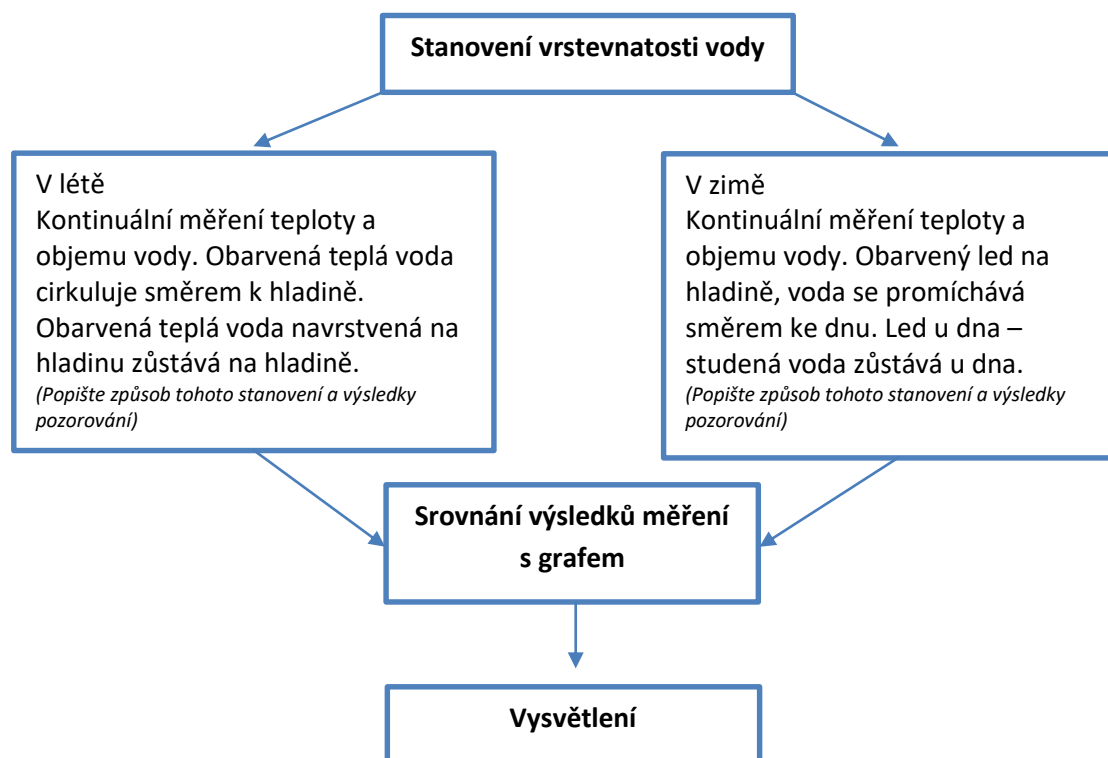 Stanovení vrstevnatosti vody
V létě
Kontinuální měření teploty a
objemu vody. Obarvená teplá voda
cirkuluje směrem k hladině.
Obarvená teplá voda navrstvená na
hladinu zůstává na hladině.
(Popište způsob tohoto stanovení a výsledky
pozorování)
V zimě
Kontinuální měření teploty a
objemu vody. Obarvený led na
hladině, voda se promíchává
směrem ke dnu. Led u dna –
studená voda zůstává u dna.
(Popište způsob tohoto stanovení a výsledky
pozorování)
Srovnání výsledků měření
s grafem
Vysvětlení